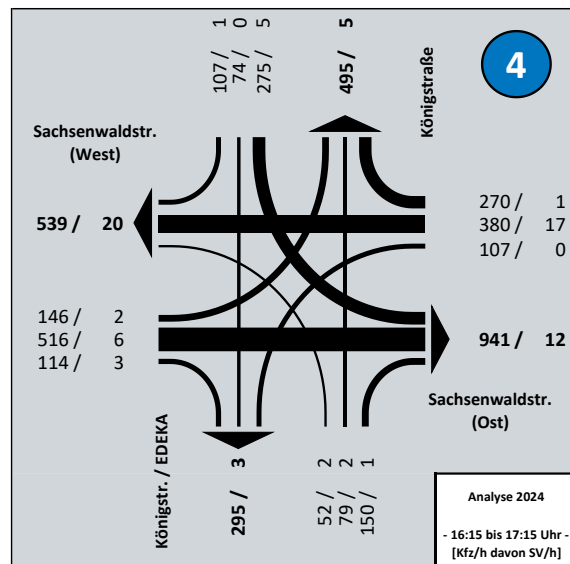 107 / 1
74 / 0
275 / 5
495 / 5
Königstraße
4
Sachsenwaldstr.
(West)
539 / 20
270 / 1
380 / 17
107 / 0
146 / 2
516 / 6
114 / 3
941 / 12
Sachsenwaldstr.
(Ost)
Königstr. / EDEKA
295 / 3
52 / 2
79 / 2
150 / 1
Analyse 2024
- 16:15 bis 17:15 Uhr -
[Kfz/h davon SV/h]